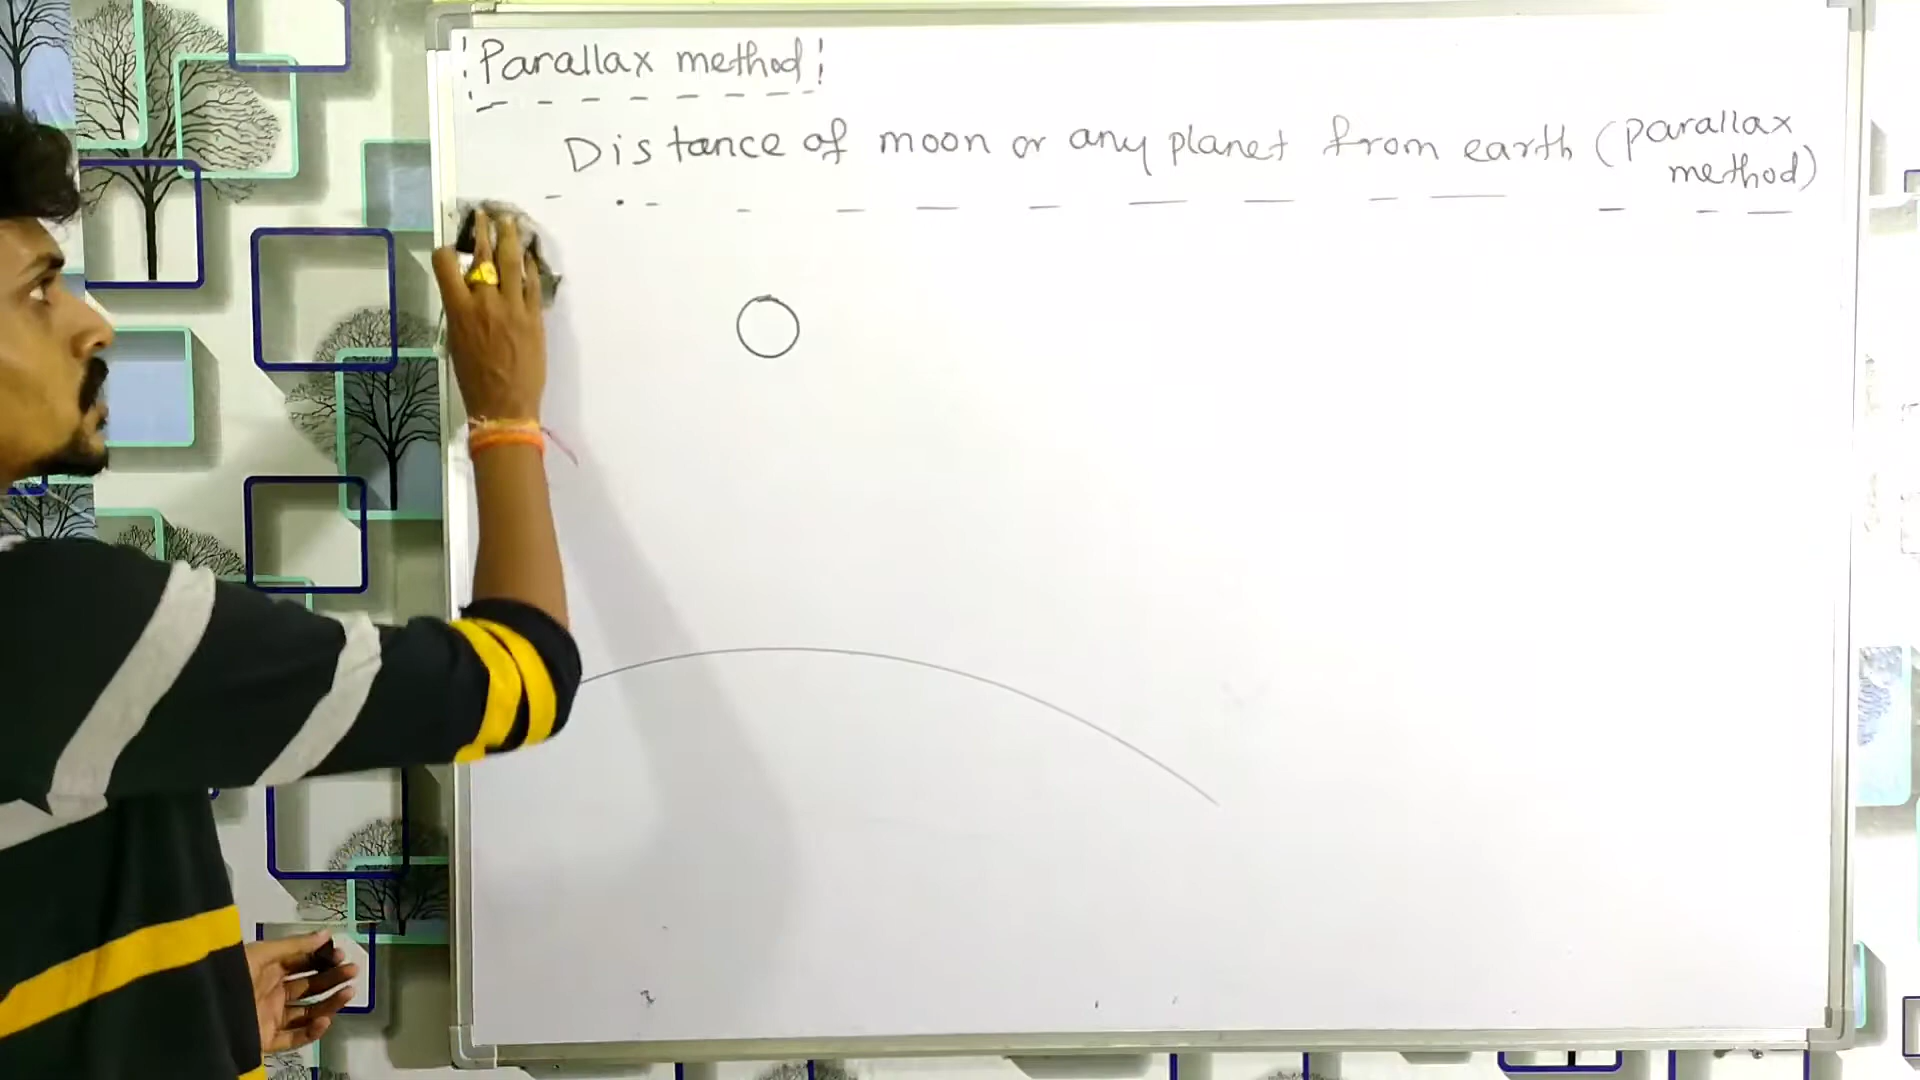 Parallax method
Distance of moon or any planet from earth (parallax
method)